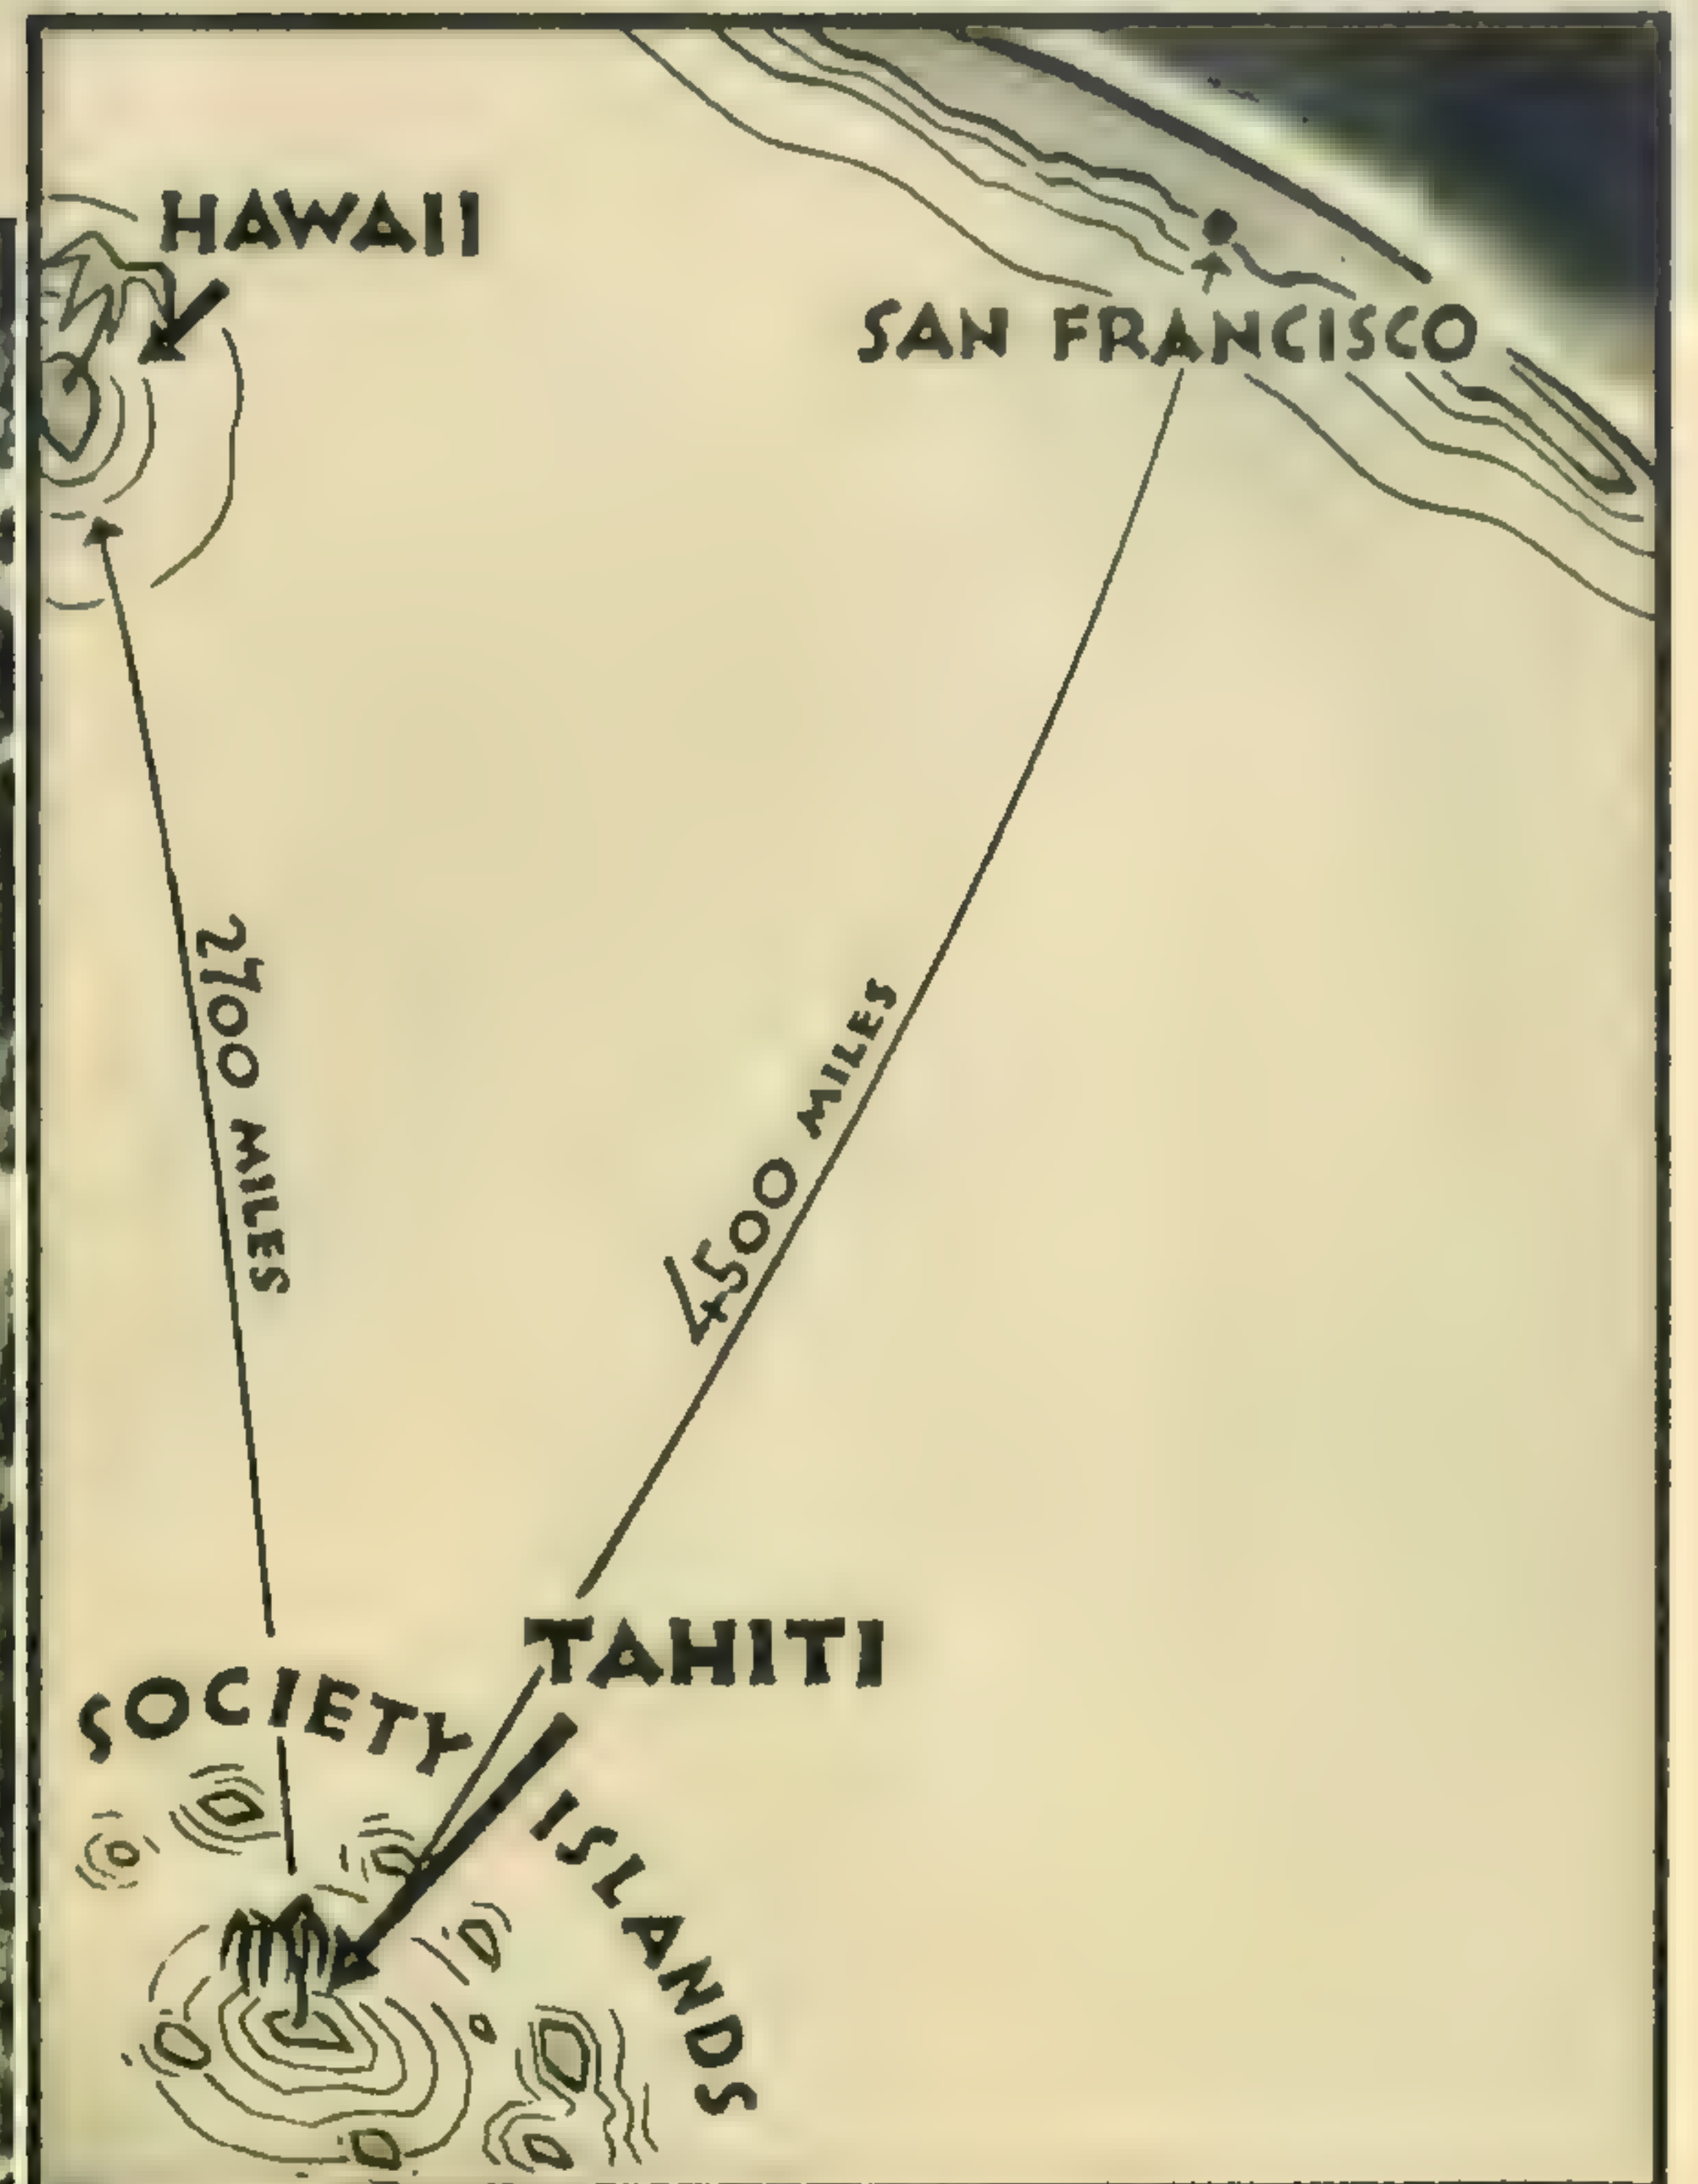 HAWAII
SAN FRANCISCO
2700 MILES
4500 MILES
TAHITI
SOCIETY ISLANDS